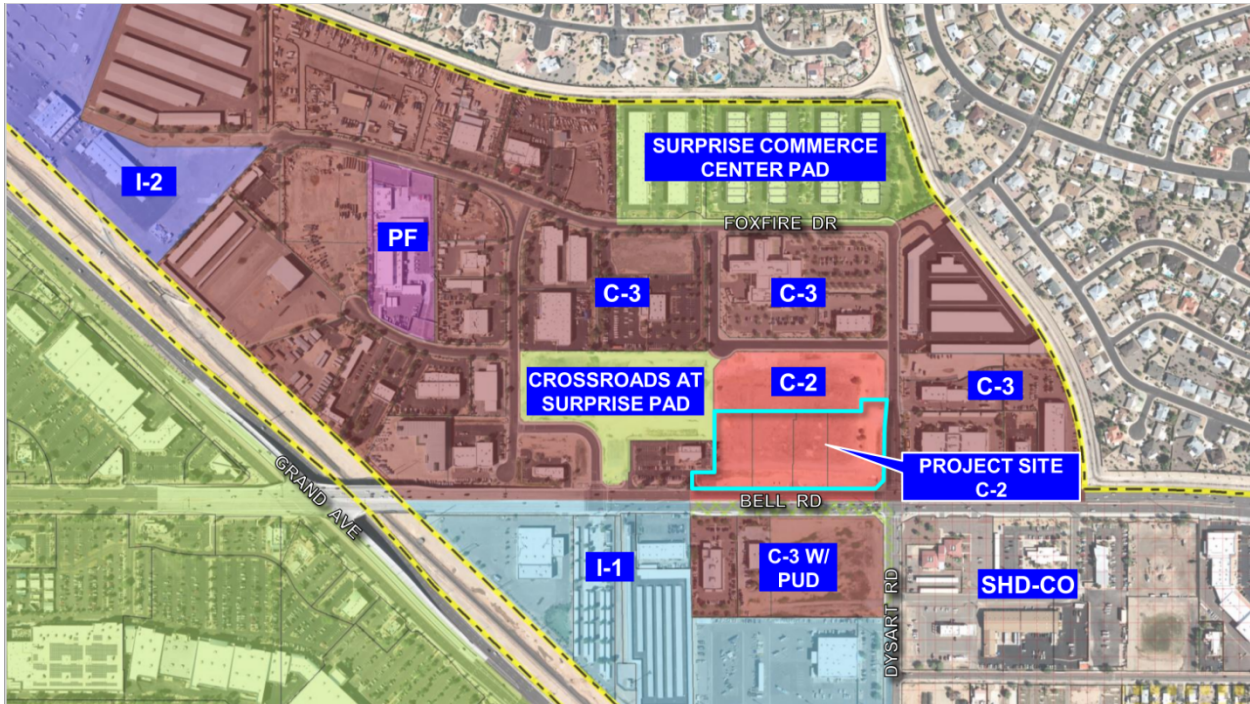 SURPRISE COMMERCE
CENTER PAD
I-2
FOXFIRE DR
PF
C-3
C-3
CROSSROADS AT
SURPRISE PAD
C-2
C-3
PROJECT SITE
C-2
GRAND AVE
BELL RD
I-1
C-3 W/
PUD
DYSART RD
SHD-CO